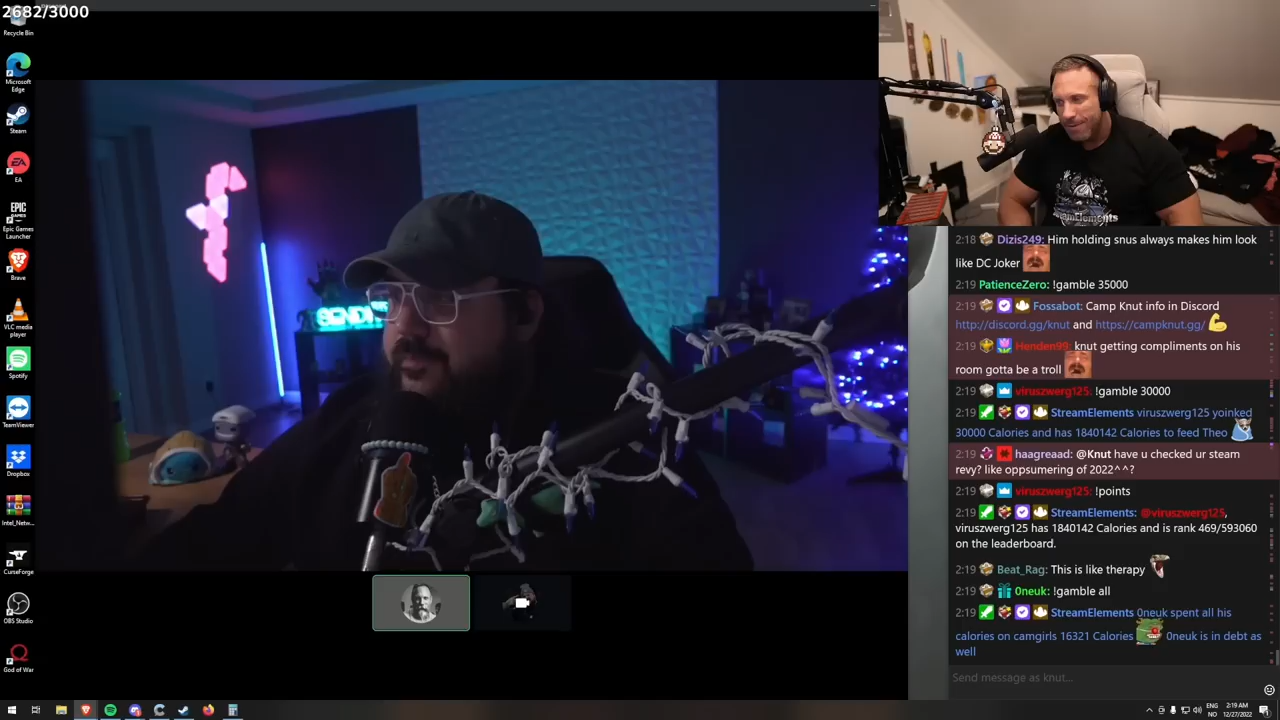 2682/3000
Recycle Bin
Microsoft
Edge
Steam
EA
Epic Games
Launcher
Brave
VLC media
player
Spotify
TeamViewer
Dropbox
Intel_Netw...
CurseForge
OBS Studio
God of War
2:18 Dizis249: Him holding snus always makes him look
like DC Joker
2:19 PatienceZero: !gamble 35000
2:19 Fossabot: Camp Knut info in Discord
http://discord.gg/knut and https://campknut.gg/
2:19 Henden99: knut getting compliments on his
room gotta be a troll
2:19 viruszwerg125: !gamble 30000
2:19 StreamElements viruszwerg125 yoinked
30000 Calories and has 1840142 Calories to feed Theo
2:19 haagreaad: @Knut have u checked ur steam
revy? like oppsumering of 2022^^?
2:19 viruszwerg125: !points
2:19 StreamElements: @viruszwerg125,
viruszwerg125 has 1840142 Calories and is rank 469/593060
on the leaderboard.
2:19 Beat_Rag: This is like therapy
2:19 0neuk: !gamble all
2:19 StreamElements 0neuk spent all his
calories on camgirls 16321 Calories 0neuk is in debt as
well
Send message as knut...
ENG
NO
2:19 AM
12/27/2022